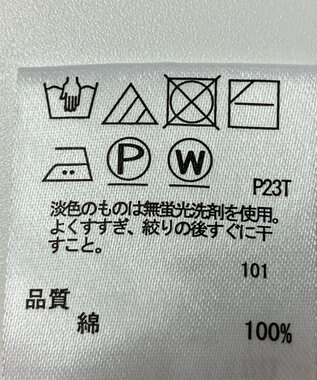 P W P23T
淡色のものは無蛍光洗剤を使用。
よくすすぎ、絞りの後すぐに干
すこと。
101
品質
綿 100%